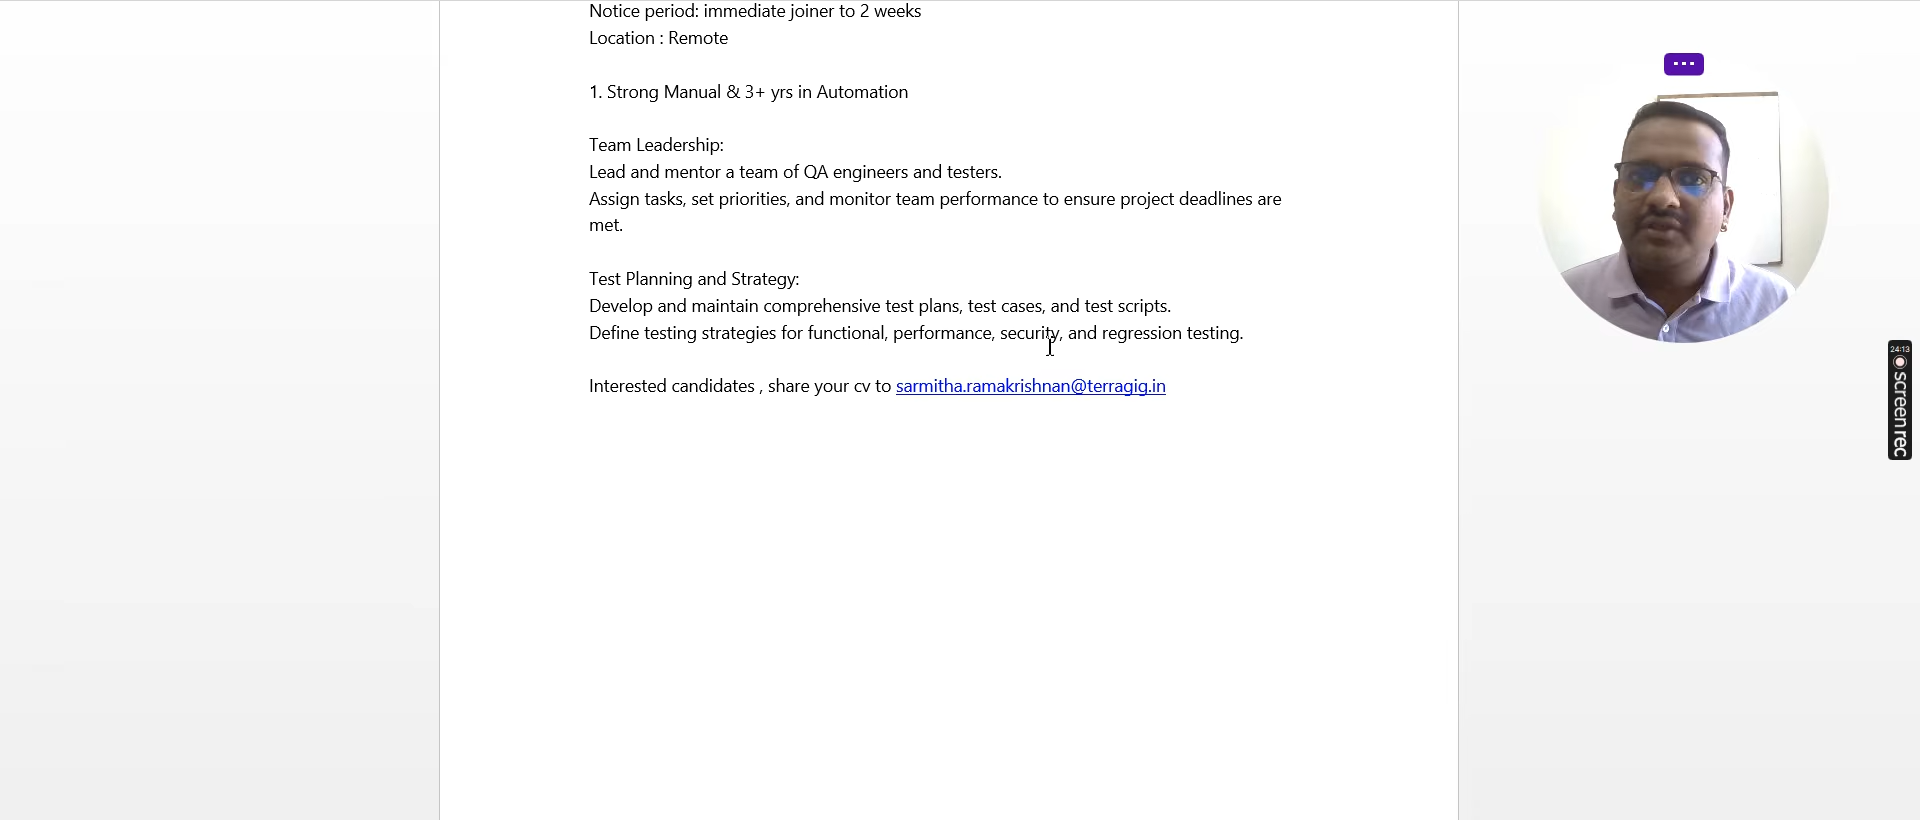 Notice period: immediate joiner to 2 weeks
Location : Remote
1. Strong Manual & 3+ yrs in Automation
Team Leadership:
Lead and mentor a team of QA engineers and testers.
Assign tasks, set priorities, and monitor team performance to ensure project deadlines are
met.
Test Planning and Strategy:
Develop and maintain comprehensive test plans, test cases, and test scripts.
Define testing strategies for functional, performance, security, and regression testing.
Interested candidates , share your cv to sarmitha.ramakrishnan@terragig.in
24:13
screenrec